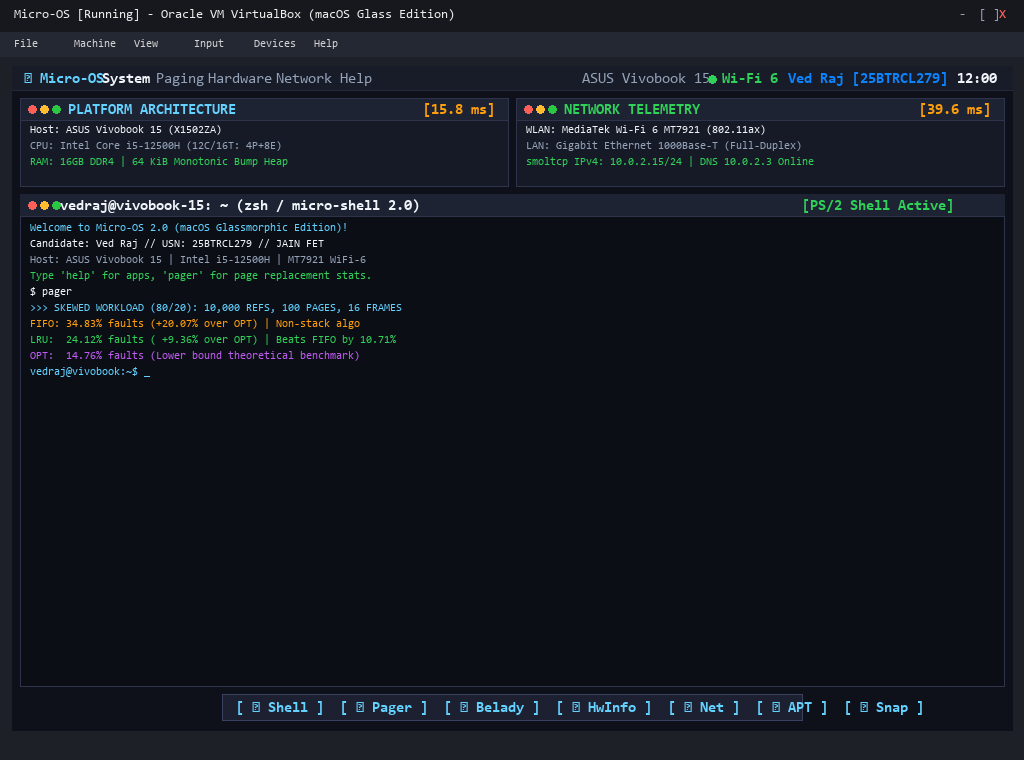 Micro-OS [Running] - Oracle VM VirtualBox (macOS Glass Edition) - [ ]X
File Machine View Input Devices Help
Micro-OS System Paging Hardware Network Help ASUS Vivobook 15 Wi-Fi 6 Ved Raj [25BTRCL279] 12:00
PLATFORM ARCHITECTURE [15.8 ms]
Host: ASUS Vivobook 15 (X1502ZA)
CPU: Intel Core i5-12500H (12C/16T: 4P+8E)
RAM: 16GB DDR4 | 64 KiB Monotonic Bump Heap
NETWORK TELEMETRY [39.6 ms]
WLAN: MediaTek Wi-Fi 6 MT7921 (802.11ax)
LAN: Gigabit Ethernet 1000Base-T (Full-Duplex)
smoltcp IPv4: 10.0.2.15/24 | DNS 10.0.2.3 Online
vedraj@vivobook-15: ~ (zsh / micro-shell 2.0) [PS/2 Shell Active]
Welcome to Micro-OS 2.0 (macOS Glassmorphic Edition)!
Candidate: Ved Raj // USN: 25BTRCL279 // JAIN FET
Host: ASUS Vivobook 15 | Intel i5-12500H | MT7921 WiFi-6
Type 'help' for apps, 'pager' for page replacement stats.
$ pager
>>> SKEWED WORKLOAD (80/20): 10,000 REFS, 100 PAGES, 16 FRAMES
FIFO: 34.83% faults (+20.07% over OPT) | Non-stack algo
LRU:  24.12% faults ( +9.36% over OPT) | Beats FIFO by 10.71%
OPT:  14.76% faults (Lower bound theoretical benchmark)
vedraj@vivobook:~$ _
[ Shell ] [ Pager ] [ Belady ] [ HwInfo ] [ Net ] [ APT ] [ Snap ]